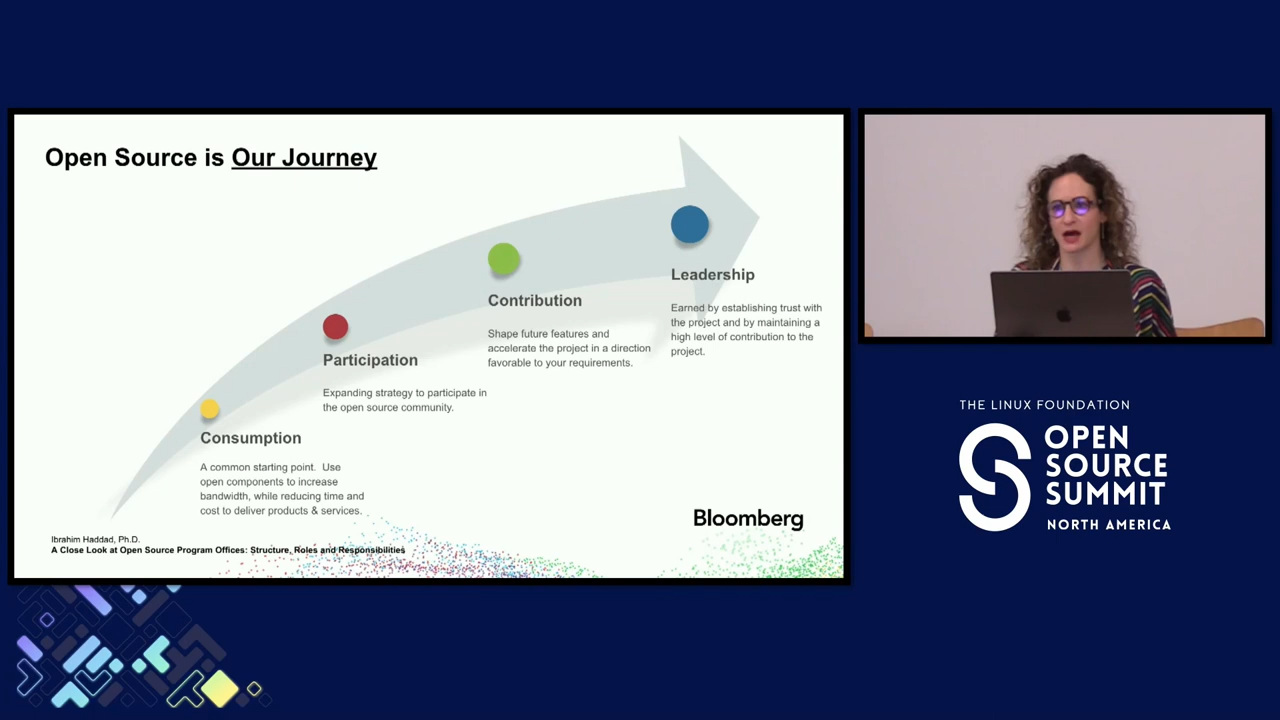 Open Source is Our Journey
Leadership
Earned by establishing trust with
the project and by maintaining a
high level of contribution to the
project.
Contribution
Shape future features and
accelerate the project in a direction
favorable to your requirements.
Participation
Expanding strategy to participate in
the open source community.
Consumption
A common starting point.  Use
open components to increase
bandwidth, while reducing time and
cost to deliver products & services.
Bloomberg
Ibrahim Haddad, Ph.D.
A Close Look at Open Source Program Offices: Structure, Roles and Responsibilities
THE LINUX FOUNDATION
OPEN
SOURCE
SUMMIT
NORTH AMERICA